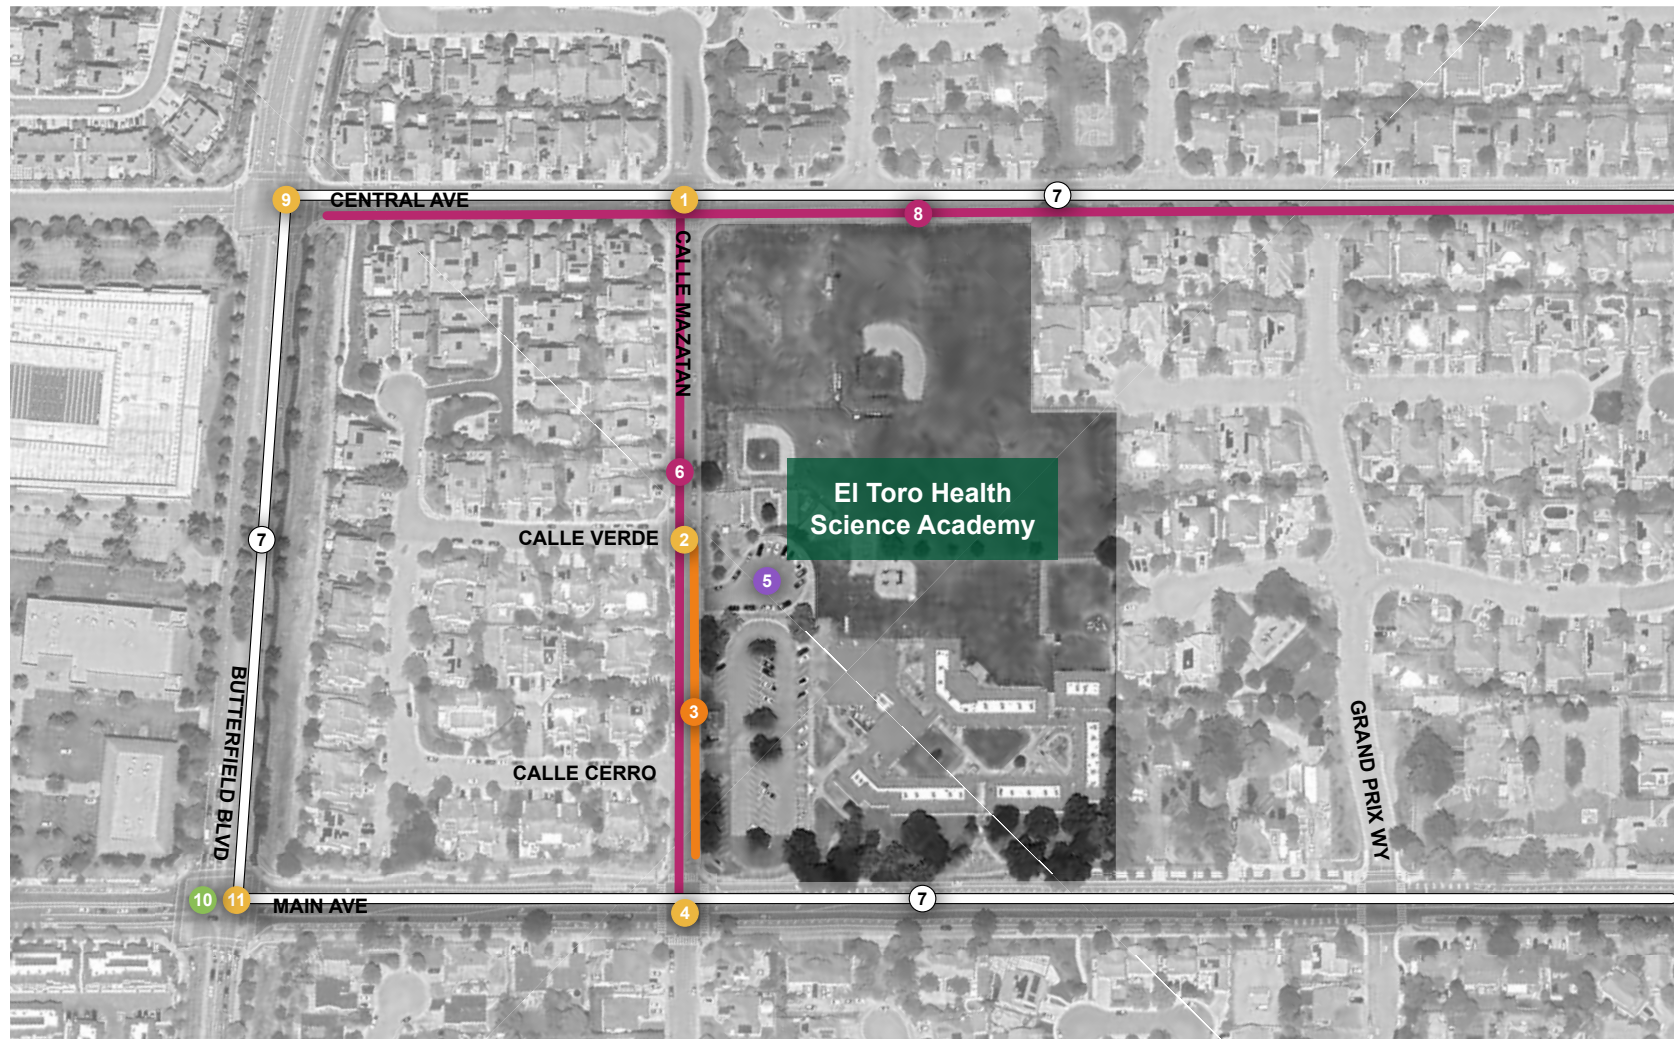 9
CENTRAL AVE
1
7
8
CALLE MAZATAN
6
El Toro Health
Science Academy
7
CALLE VERDE
2
5
BUTTERFIELD BLVD
3
CALLE CERRO
GRAND PRIX WY
10
11
MAIN AVE
4
7